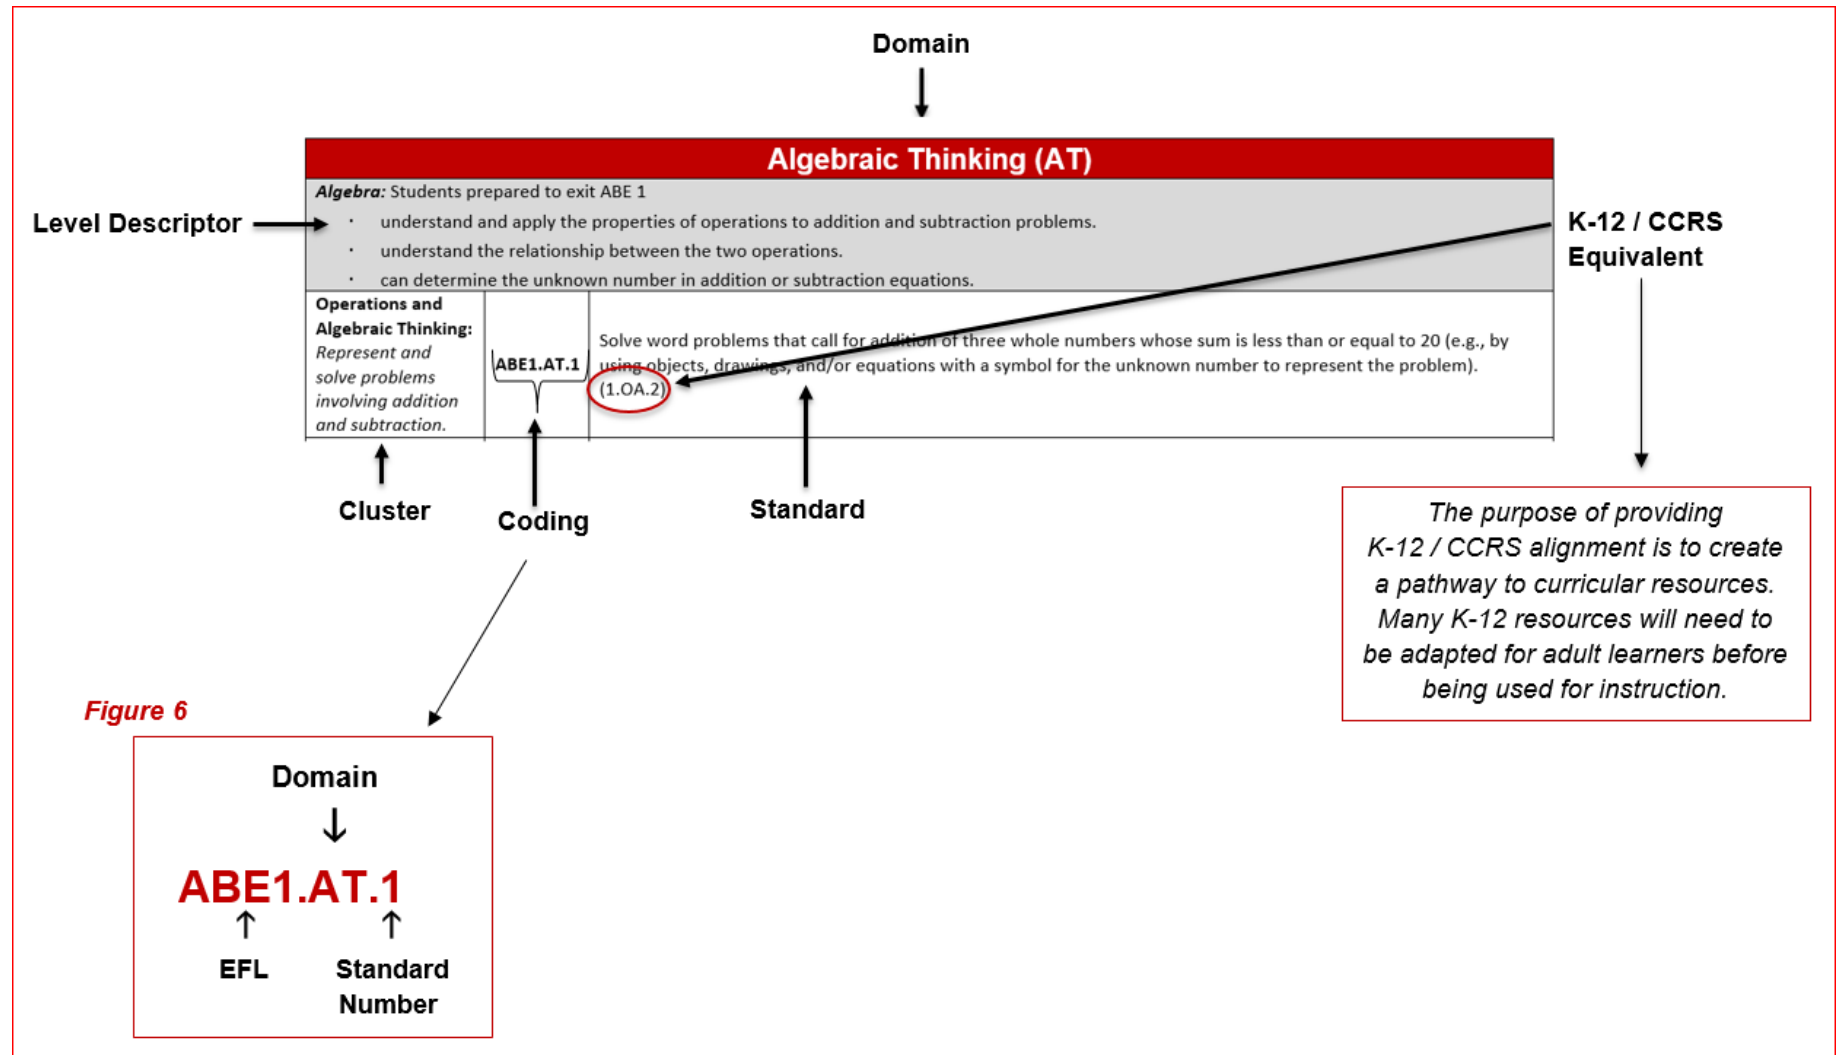 Domain
Algebraic Thinking (AT)
Algebra: Students prepared to exit ABE 1
· understand and apply the properties of operations to addition and subtraction problems.
· understand the relationship between the two operations.
· can determine the unknown number in addition or subtraction equations.
Level Descriptor
K-12 / CCRS
Equivalent
Operations and
Algebraic Thinking:
Represent and
solve problems
involving addition
and subtraction.
ABE1.AT.1
Solve word problems that call for addition of three whole numbers whose sum is less than or equal to 20 (e.g., by
using objects, drawings, and/or equations with a symbol for the unknown number to represent the problem).
(1.OA.2)
Cluster
Coding
Standard
The purpose of providing
K-12 / CCRS alignment is to create
a pathway to curricular resources.
Many K-12 resources will need to
be adapted for adult learners before
being used for instruction.
Figure 6
Domain
ABE1.AT.1
EFL
Standard
Number